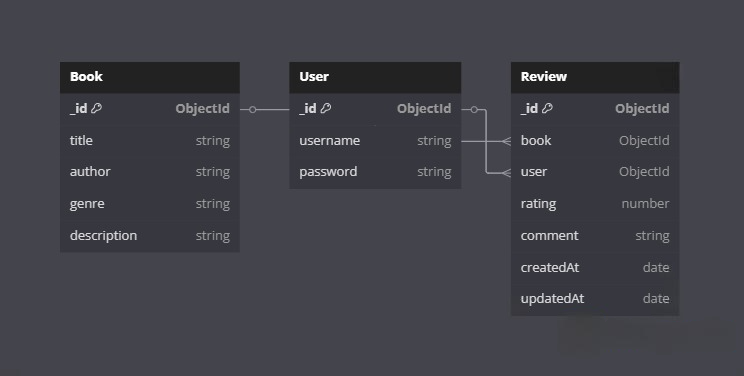 Book
_id ObjectId
title string
author string
genre string
description string
User
_id ObjectId
username string
password string
Review
_id ObjectId
book ObjectId
user ObjectId
rating number
comment string
createdAt date
updatedAt date